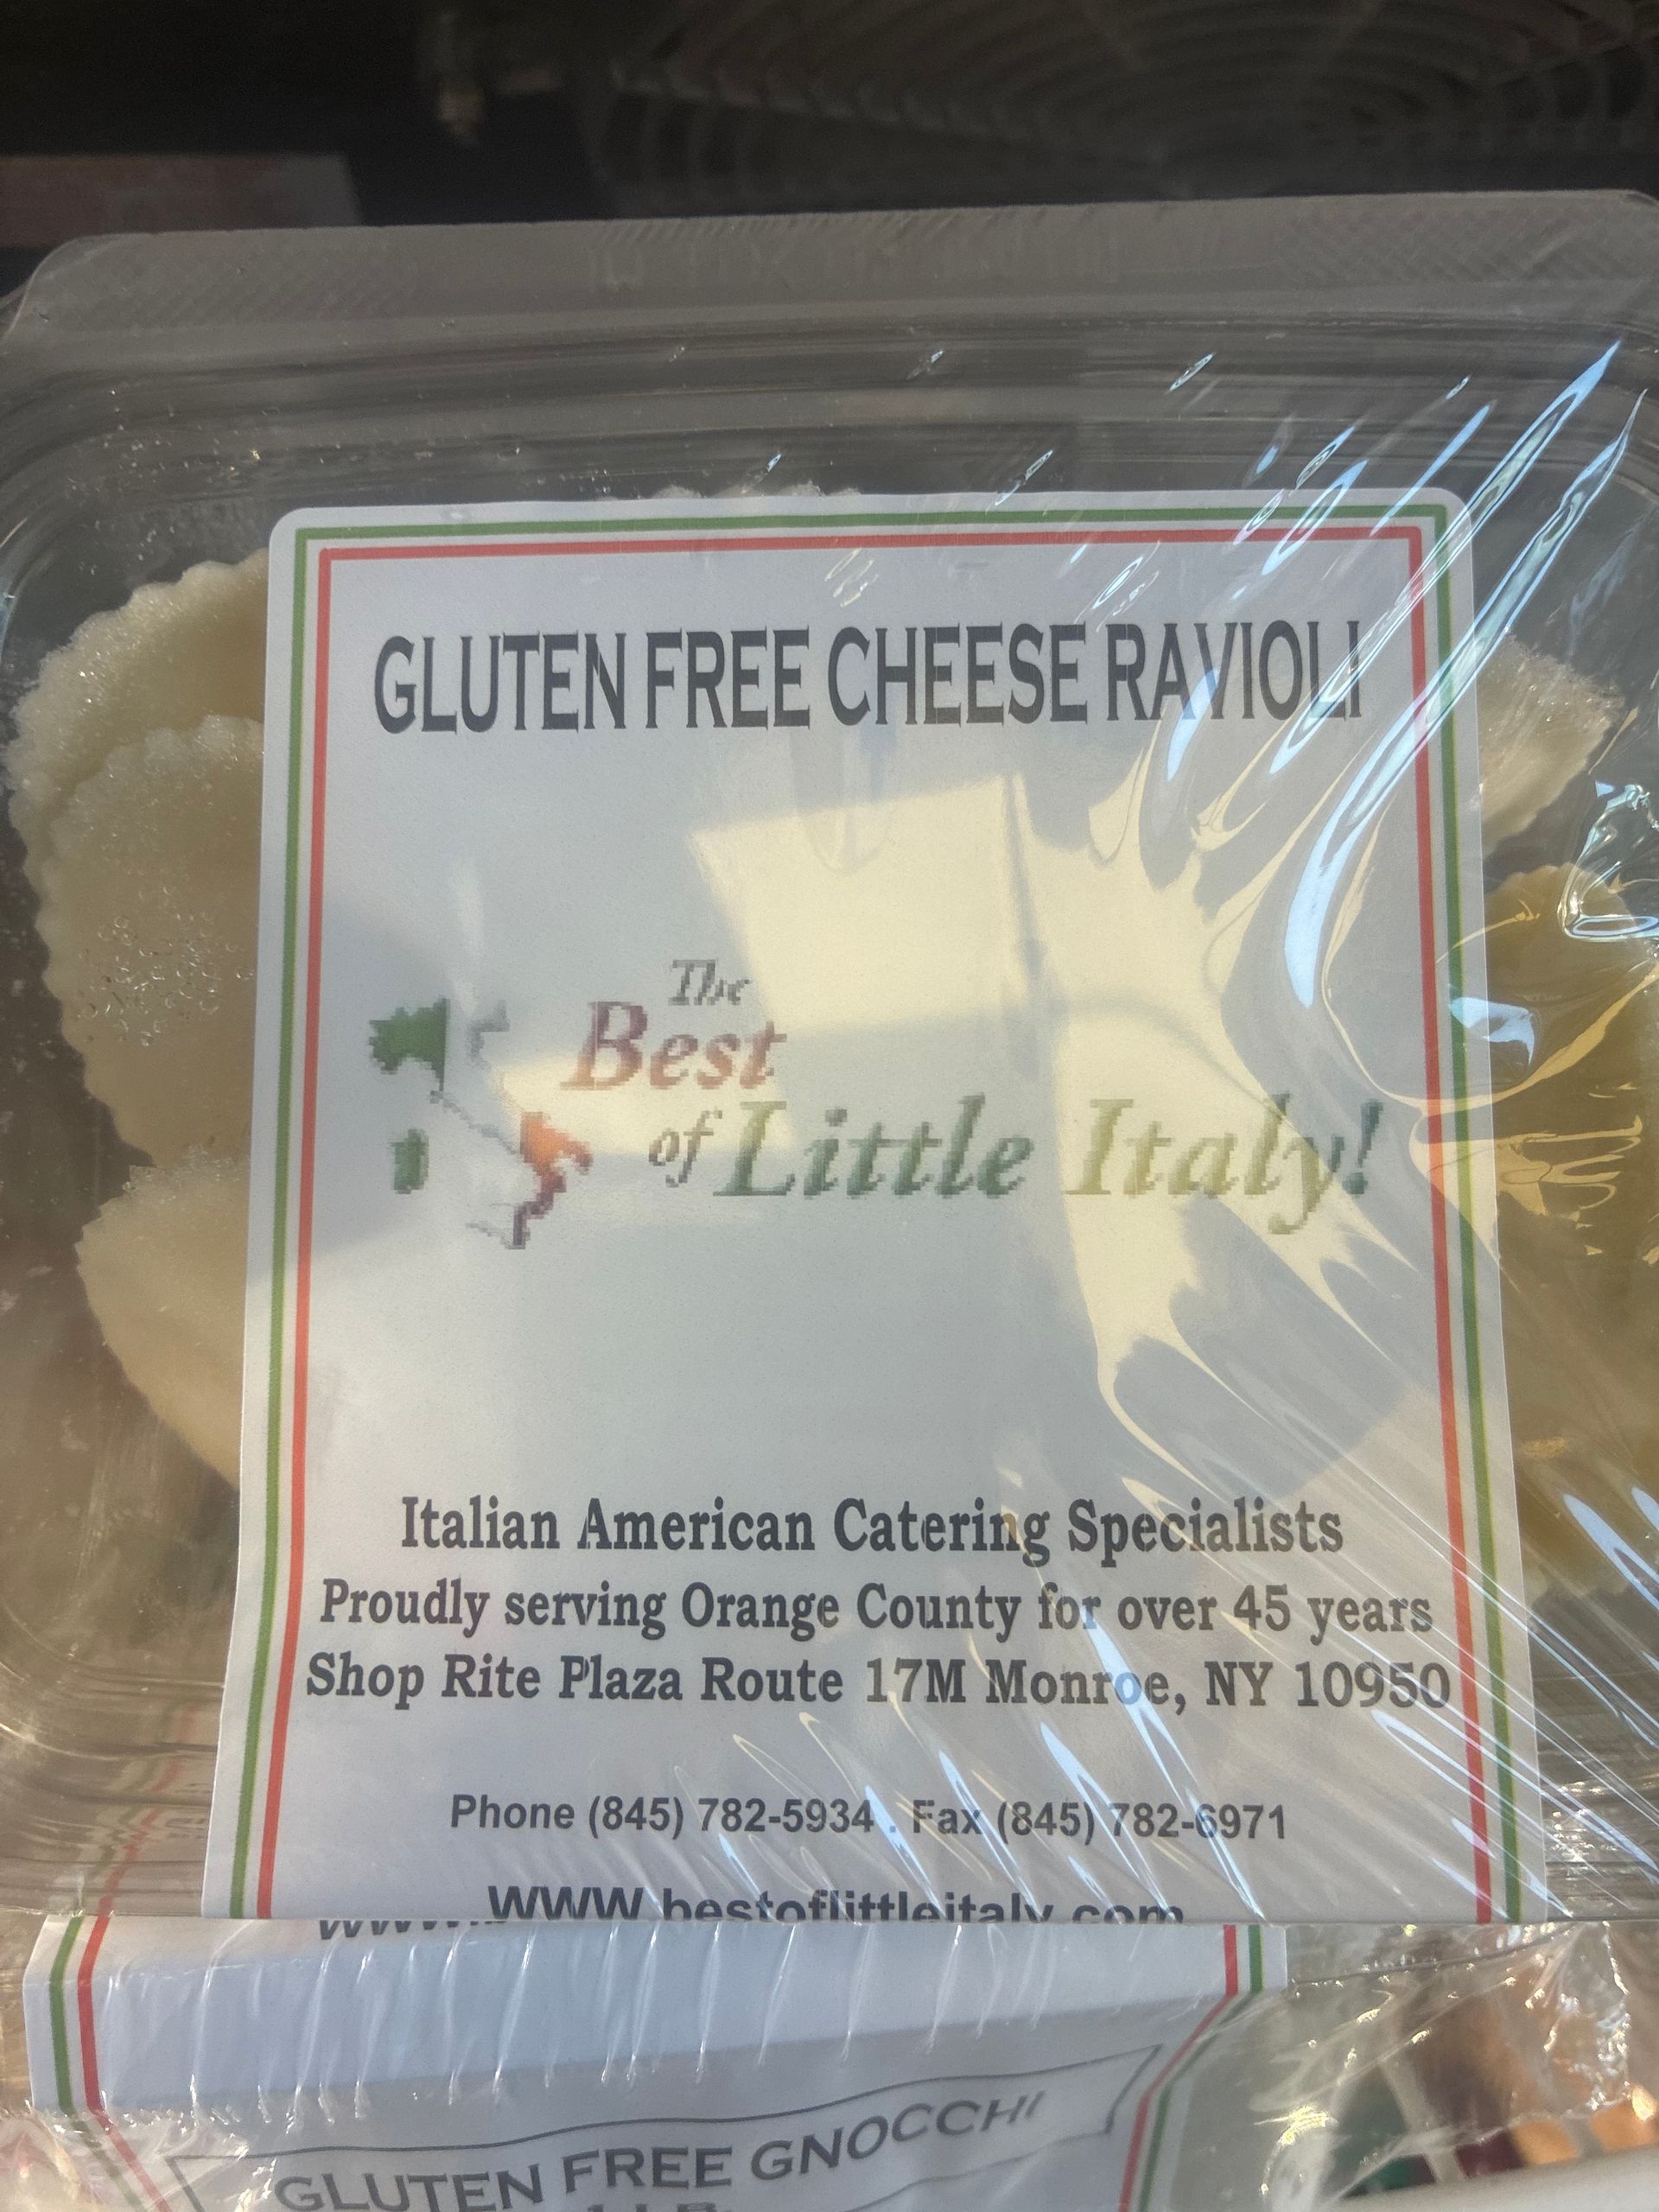 GLUTEN FREE CHEESE RAVIOLI
The
Best
of Little Italy!
Italian American Catering Specialists
Proudly serving Orange County for over 45 years
Shop Rite Plaza Route 17M Monroe, NY 10950
Phone (845) 782-5934 . Fax (845) 782-6971
WWW.bestoflittleitaly.com
GLUTEN FREE GNOCCHI